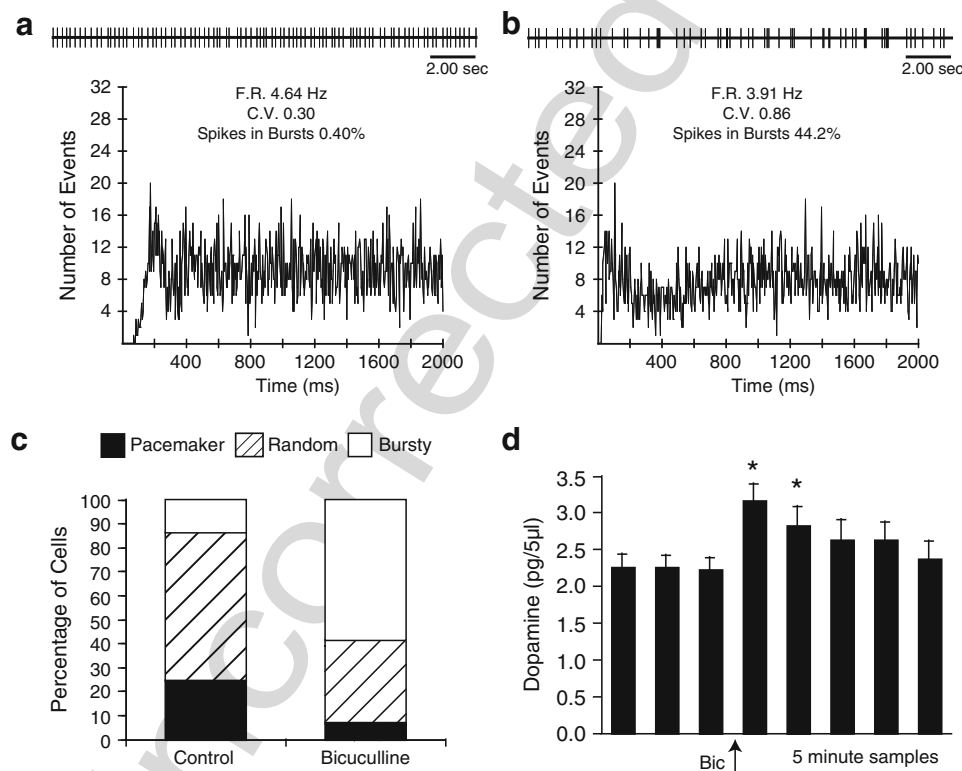 a
2.00 sec
F.R. 4.64 Hz
C.V. 0.30
Spikes in Bursts 0.40%
32
28
24
20
16
12
8
4
Number of Events
400 800 1200 1600 2000
Time (ms)
b
2.00 sec
F.R. 3.91 Hz
C.V. 0.86
Spikes in Bursts 44.2%
32
28
24
20
16
12
8
4
Number of Events
400 800 1200 1600 2000
Time (ms)
c
Pacemaker Random Bursty
100
90
80
70
60
50
40
30
20
10
0
Percentage of Cells
Control Bicuculline
d
3.5
3.0
2.5
2.0
1.5
1.0
0.5
0.0
Dopamine (pg/5µl)
* *
Bic 5 minute samples
corrected